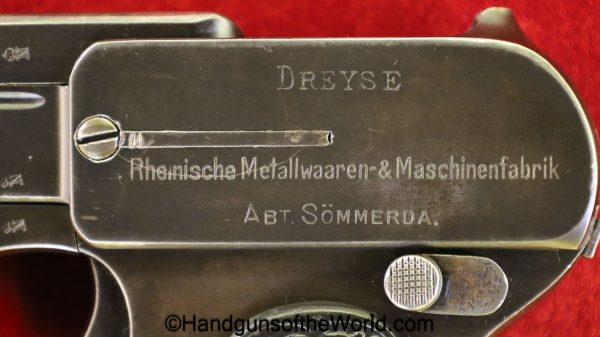 DREYSE
Rheinische Metallwaaren-& Maschinenfabrik
ABT. SÖMMERDA.
©HandgunsoftheWorld.com